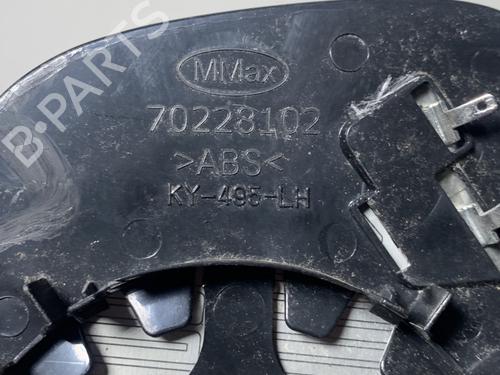 MMax
70228102
>ABS<
KY-495-LH
B-PARTS